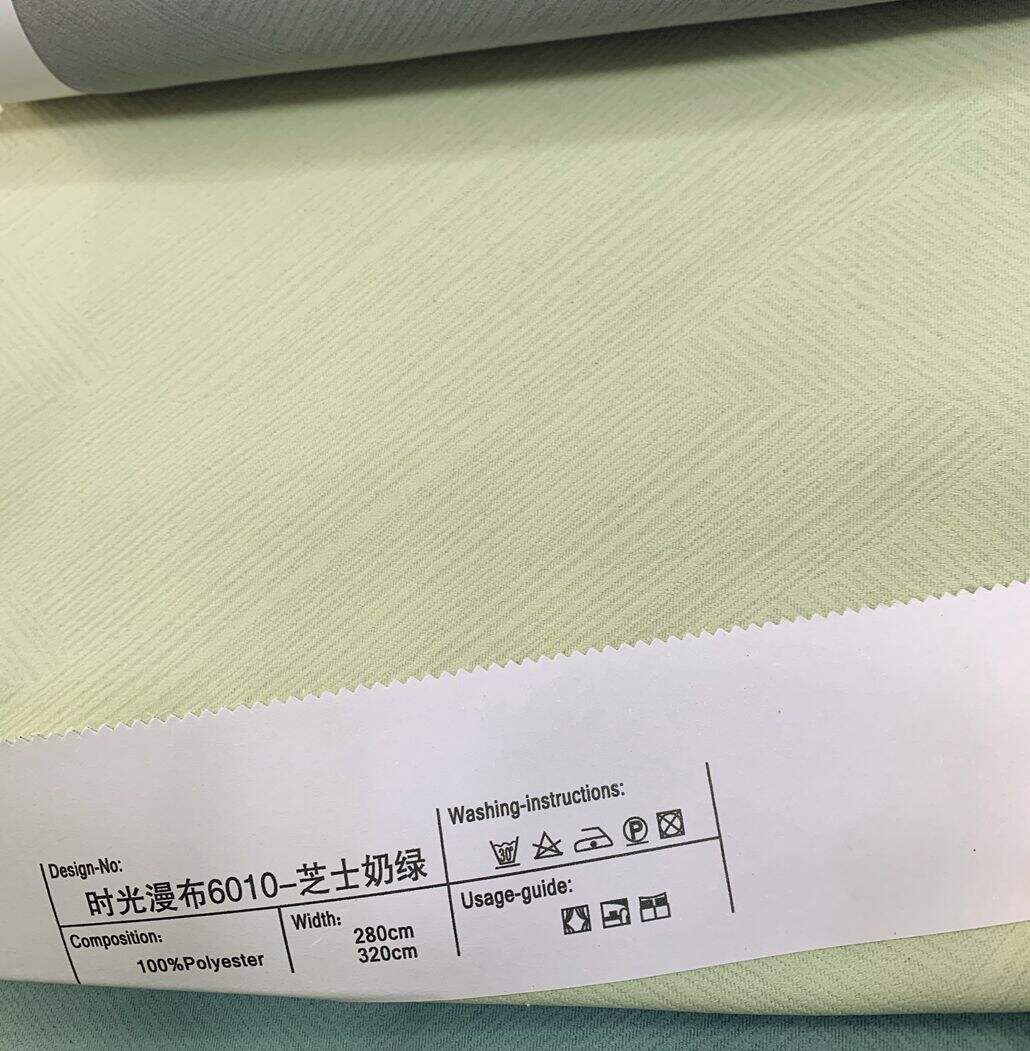 Design-No:
时光漫布6010-芝士奶绿
Composition:
100%Polyester
Width:
280cm
320cm
Washing-instructions:
30°
P
Usage-guide: